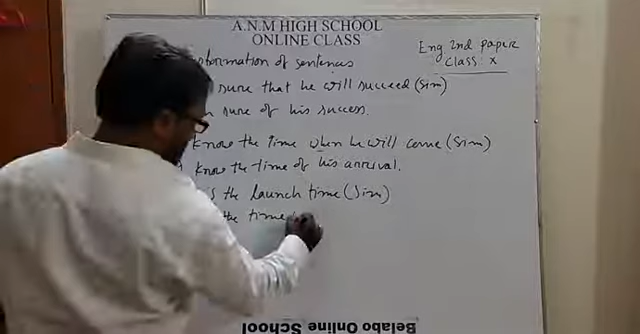 A.N.M HIGH SCHOOL
ONLINE CLASS
Eng 2nd paper
Class: X
formation of sentences
sure that he will succeed (Sim)
sure of his success.
know the time when he will come (Sim)
know the time of his arrival.
the launch time (Sim)
the time
Belabo Online School